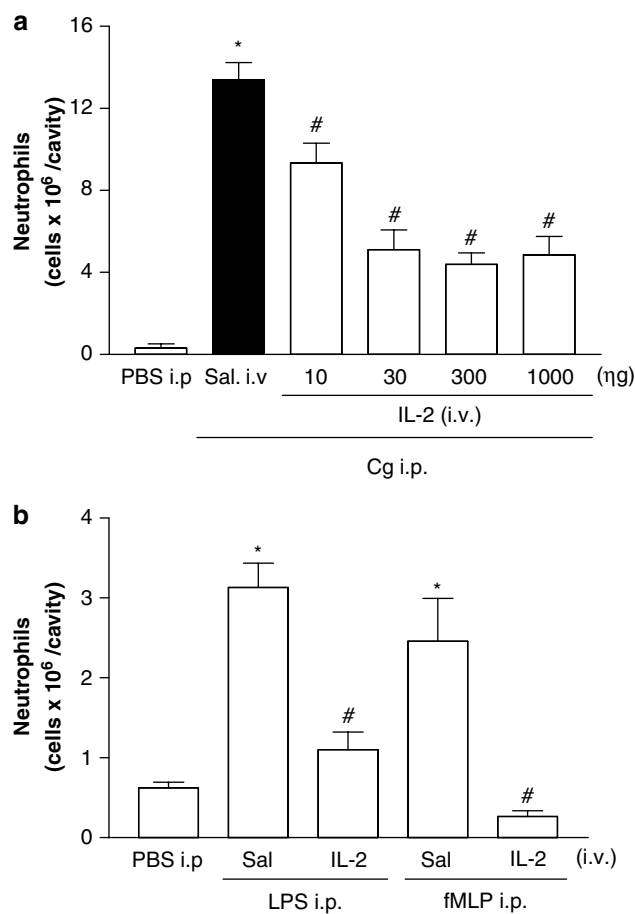 a
Neutrophils
(cells x 10⁶ /cavity)
16
12
8
4
0
*
#
#
#
#
PBS i.p Sal. i.v 10 30 300 1000 (ηg)
IL-2 (i.v.)
Cg i.p.
b
Neutrophils
(cells x 10⁶ /cavity)
4
3
2
1
0
*
#
*
#
PBS i.p Sal IL-2 Sal IL-2 (i.v.)
LPS i.p. fMLP i.p.